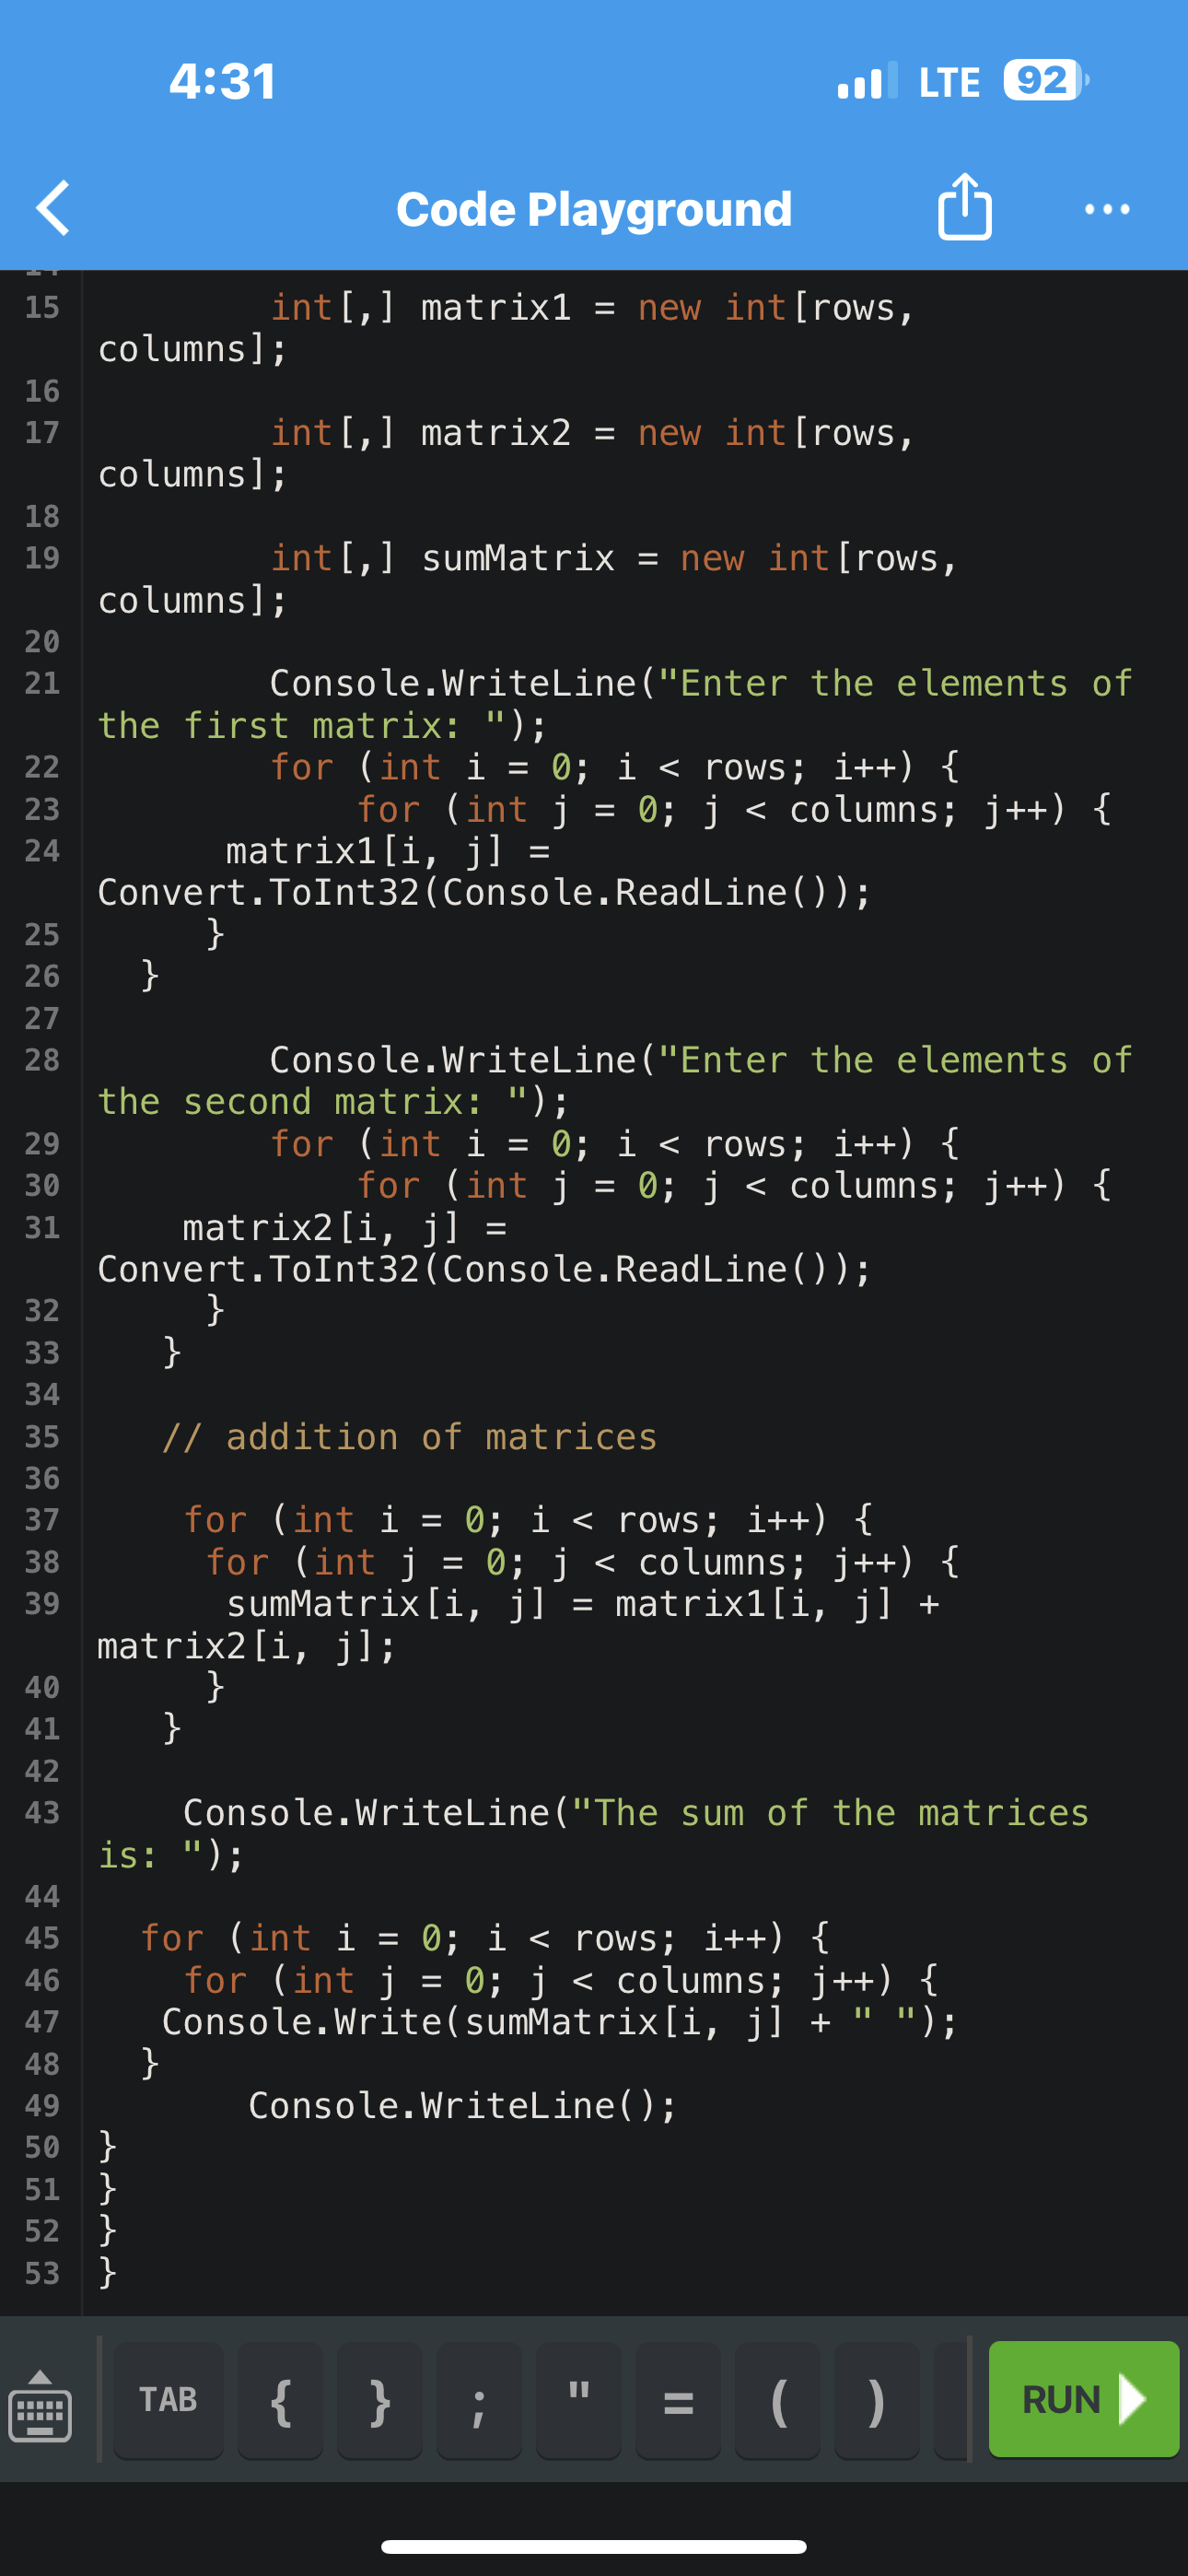 4:31 LTE 92
Code Playground
15 int[,] matrix1 = new int[rows,
columns];
16
17 int[,] matrix2 = new int[rows,
columns];
18
19 int[,] sumMatrix = new int[rows,
columns];
20
21 Console.WriteLine("Enter the elements of
the first matrix: ");
22 for (int i = 0; i < rows; i++) {
23 for (int j = 0; j < columns; j++) {
24 matrix1[i, j] =
Convert.ToInt32(Console.ReadLine());
25 }
26 }
27
28 Console.WriteLine("Enter the elements of
the second matrix: ");
29 for (int i = 0; i < rows; i++) {
30 for (int j = 0; j < columns; j++) {
31 matrix2[i, j] =
Convert.ToInt32(Console.ReadLine());
32 }
33 }
34
35 // addition of matrices
36
37 for (int i = 0; i < rows; i++) {
38 for (int j = 0; j < columns; j++) {
39 sumMatrix[i, j] = matrix1[i, j] +
matrix2[i, j];
40 }
41 }
42
43 Console.WriteLine("The sum of the matrices
is: ");
44
45 for (int i = 0; i < rows; i++) {
46 for (int j = 0; j < columns; j++) {
47 Console.Write(sumMatrix[i, j] + " ");
48 }
49 Console.WriteLine();
50 }
51 }
52 }
53 }
TAB { } ; " = ( ) RUN